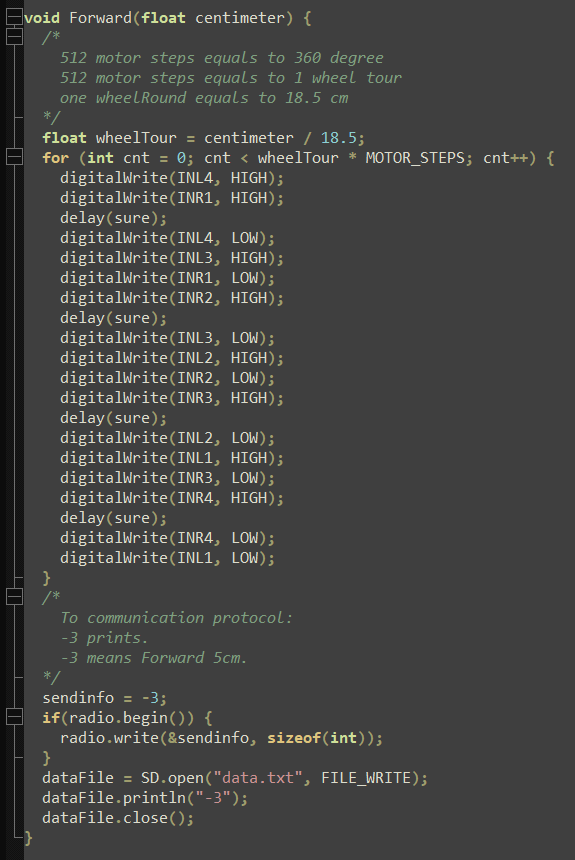 void Forward(float centimeter) {
/*
512 motor steps equals to 360 degree
512 motor steps equals to 1 wheel tour
one wheelRound equals to 18.5 cm
*/
float wheelTour = centimeter / 18.5;
for (int cnt = 0; cnt < wheelTour * MOTOR_STEPS; cnt++) {
digitalWrite(INL4, HIGH);
digitalWrite(INR1, HIGH);
delay(sure);
digitalWrite(INL4, LOW);
digitalWrite(INL3, HIGH);
digitalWrite(INR1, LOW);
digitalWrite(INR2, HIGH);
delay(sure);
digitalWrite(INL3, LOW);
digitalWrite(INL2, HIGH);
digitalWrite(INR2, LOW);
digitalWrite(INR3, HIGH);
delay(sure);
digitalWrite(INL2, LOW);
digitalWrite(INL1, HIGH);
digitalWrite(INR3, LOW);
digitalWrite(INR4, HIGH);
delay(sure);
digitalWrite(INR4, LOW);
digitalWrite(INL1, LOW);
}
/*
To communication protocol:
-3 prints.
-3 means Forward 5cm.
*/
sendinfo = -3;
if(radio.begin()) {
radio.write(&sendinfo, sizeof(int));
}
dataFile = SD.open("data.txt", FILE_WRITE);
dataFile.println("-3");
dataFile.close();
}